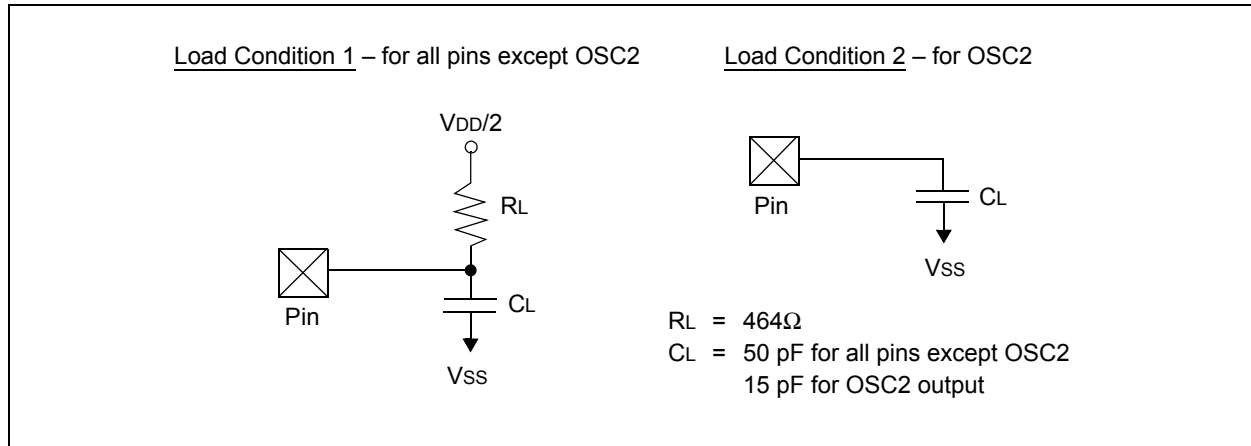 Load Condition 1 – for all pins except OSC2
VDD/2
RL
Pin
CL
VSS
Load Condition 2 – for OSC2
Pin
CL
VSS
RL = 464Ω
CL = 50 pF for all pins except OSC2
15 pF for OSC2 output